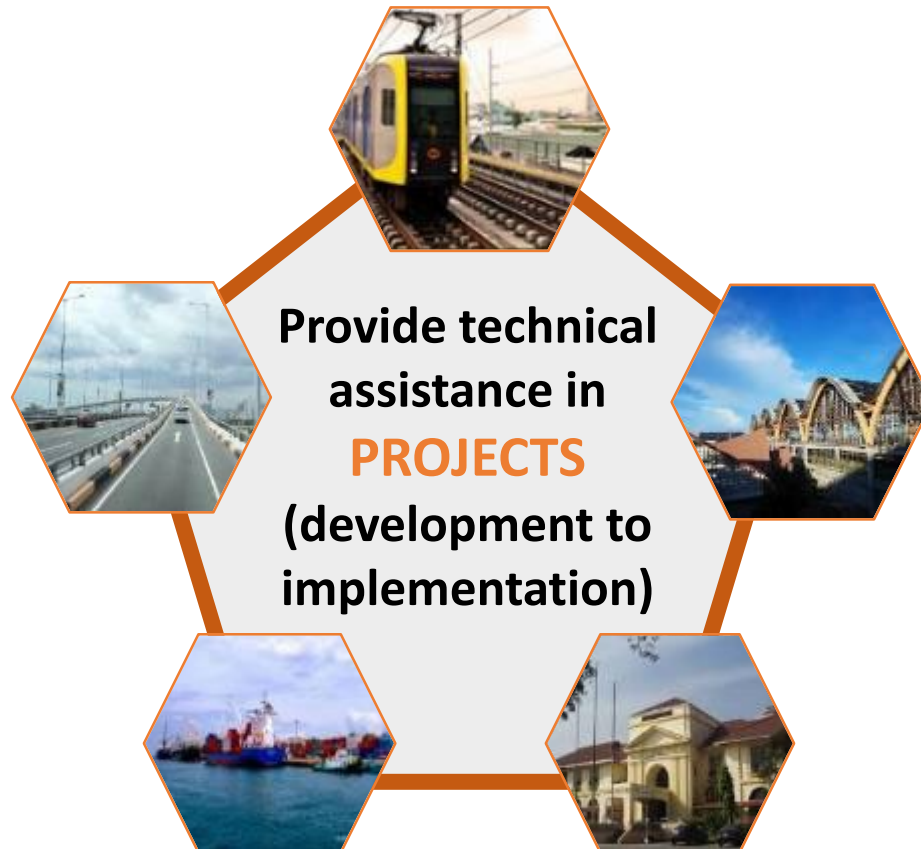 Provide technical
assistance in
PROJECTS
(development to
implementation)